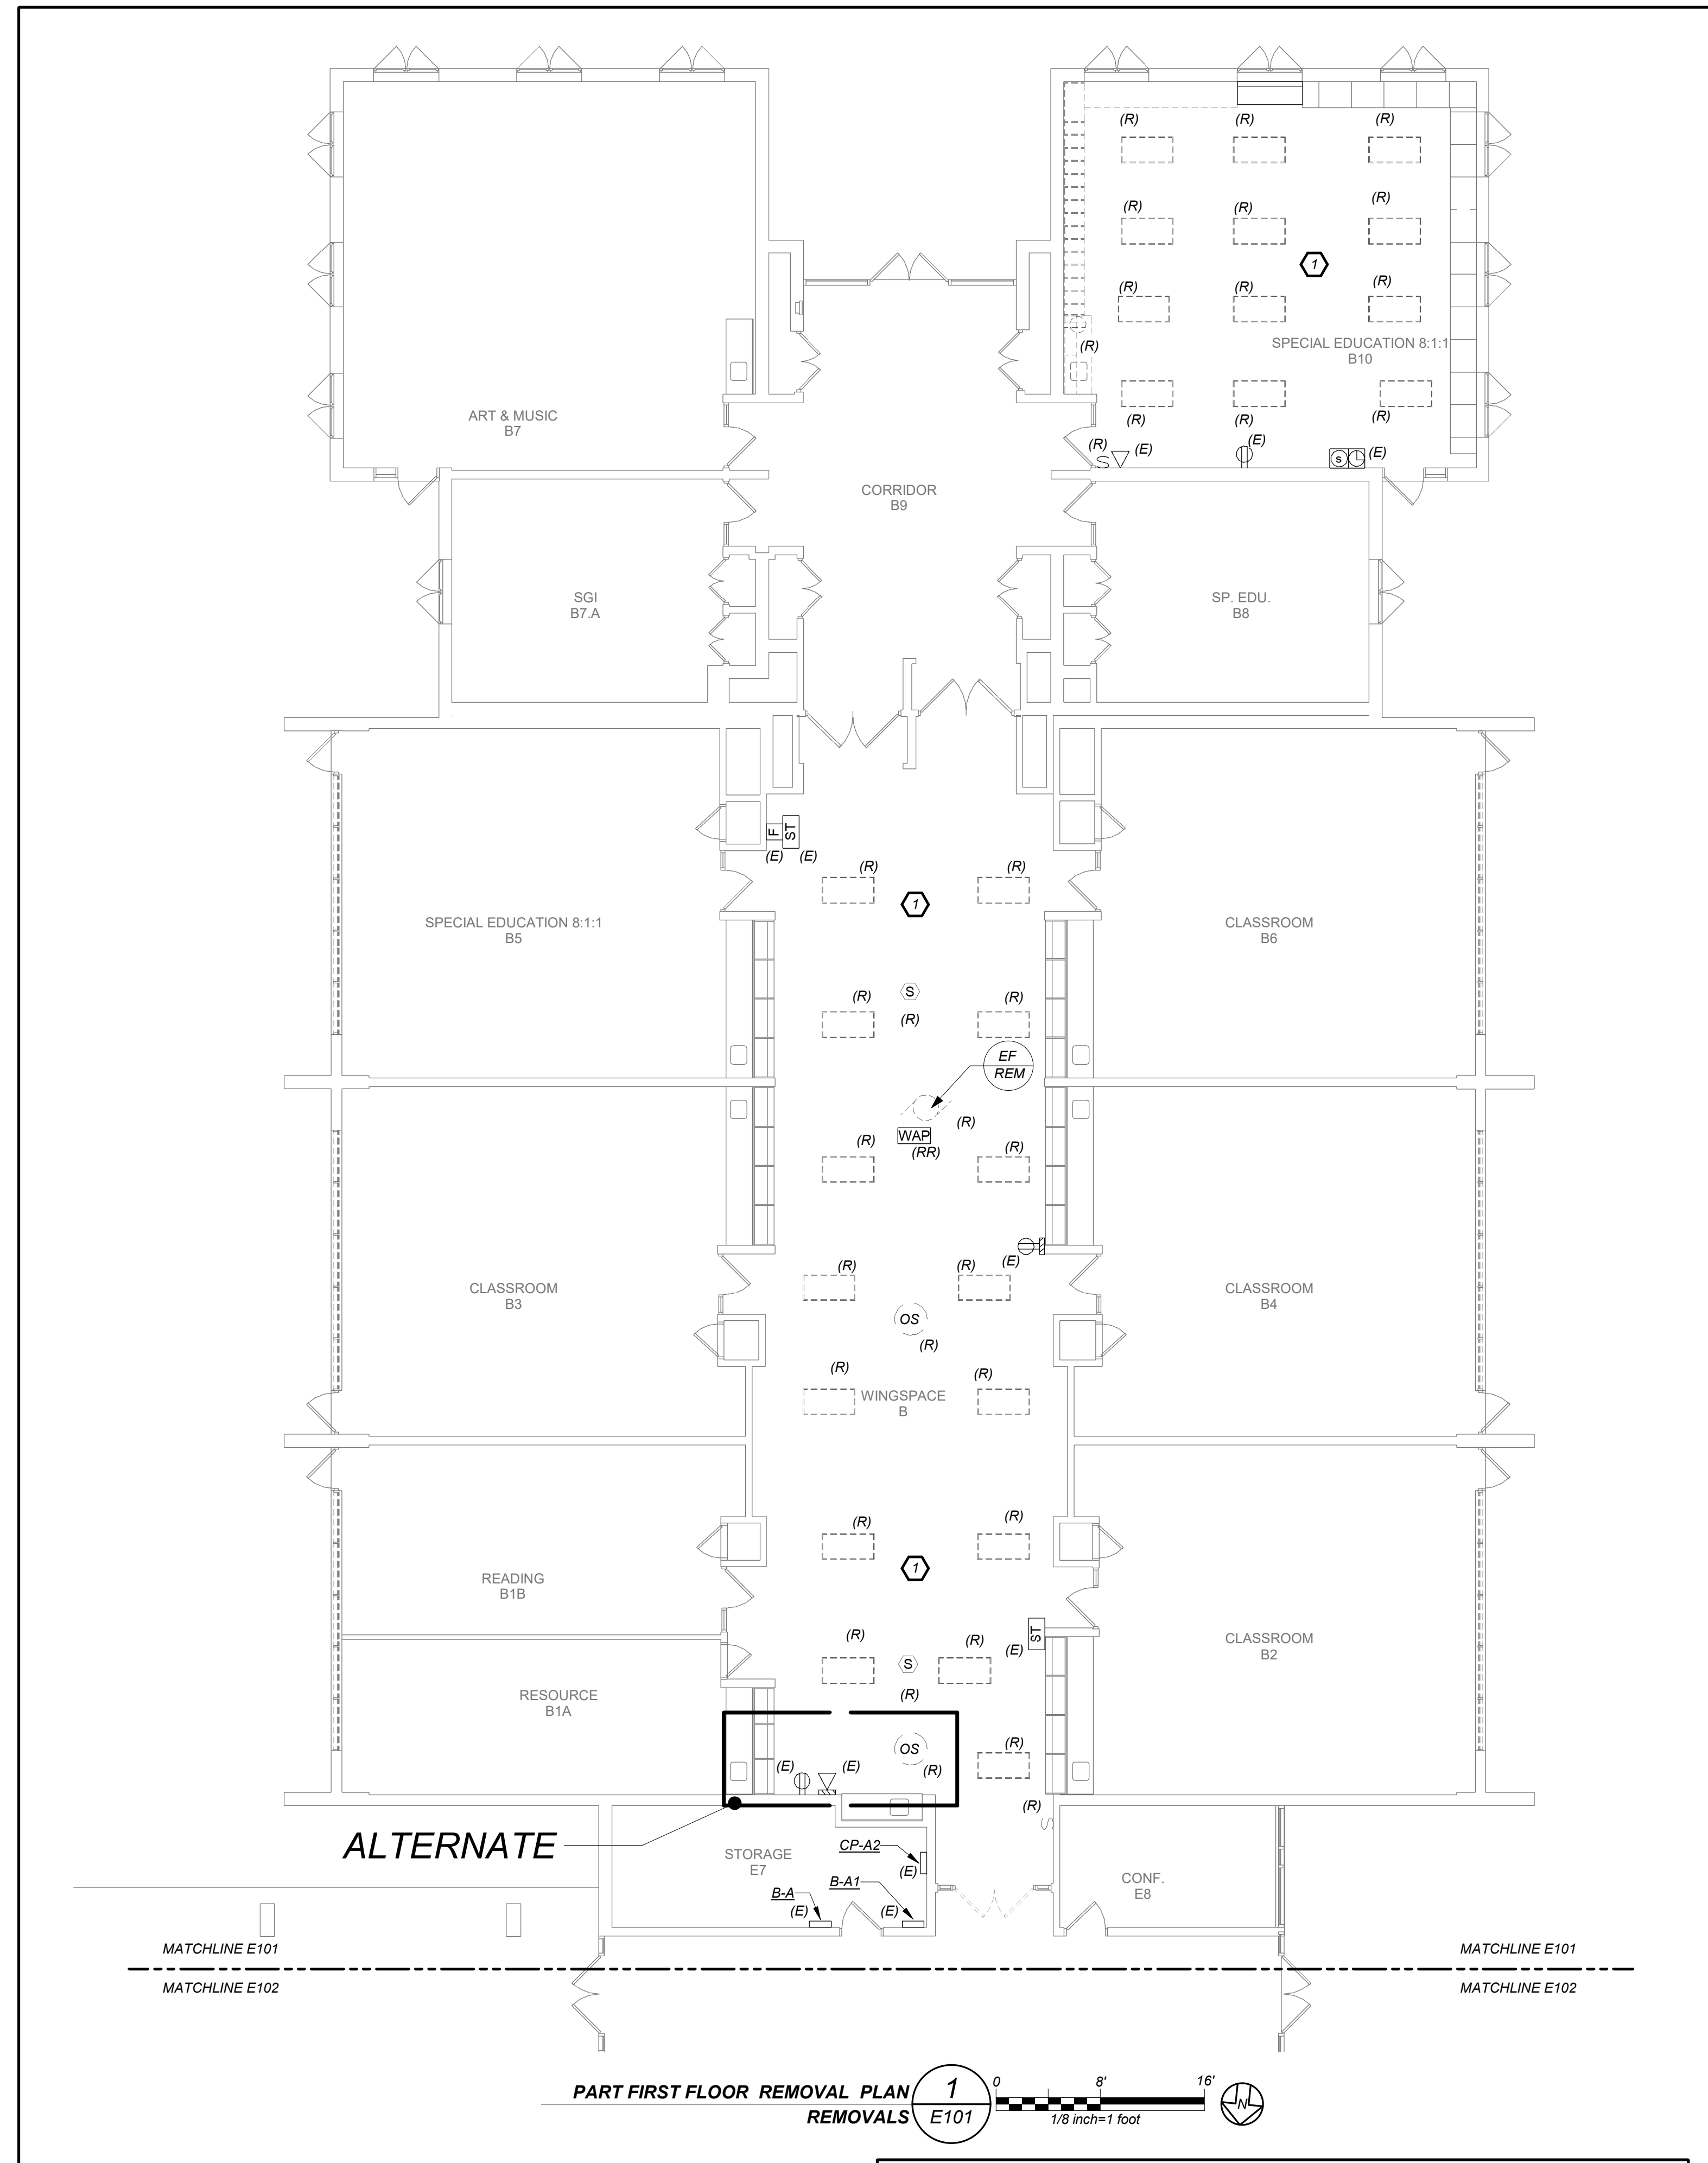 (R) (R) (R)
(R) (R) (R)
1
(R) (R) (R)
(R)
SPECIAL EDUCATION 8:1:1
B10
(R) (R) (R)
(R) S (E) (E) S (E)
ART & MUSIC
B7
CORRIDOR
B9
SGI
B7.A
SP. EDU.
B8
F ST
(E) (E)
(R) (R)
1
SPECIAL EDUCATION 8:1:1
B5
CLASSROOM
B6
(R) S (R)
(R)
EF
REM
(R)
WAP
(R) (RR) (R)
(E)
(R) (R)
CLASSROOM
B3
CLASSROOM
B4
OS
(R)
(R) (R)
WINGSPACE
B
(R) (R)
1
READING
B1B
ST
(E)
(R) (R)
S
(R)
CLASSROOM
B2
RESOURCE
B1A
OS
(R)
(R)
(E) (E)
(R)
S
ALTERNATE
STORAGE
E7
CP-A2
(E)
B-A
(E)
B-A1
(E)
CONF.
E8
MATCHLINE E101 MATCHLINE E101
MATCHLINE E102 MATCHLINE E102
PART FIRST FLOOR REMOVAL PLAN
REMOVALS
1
E101
0 8' 16'
1/8 inch=1 foot
N